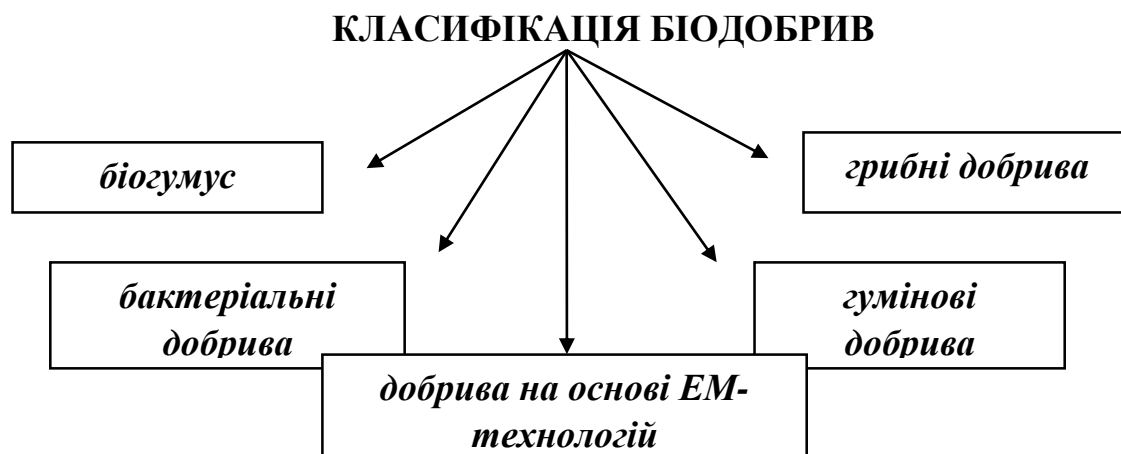 КЛАСИФІКАЦІЯ БІОДОБРИВ
біогумус
грибні добрива
бактеріальні
добрива
гумінові
добрива
добрива на основі ЕМ-
технологій